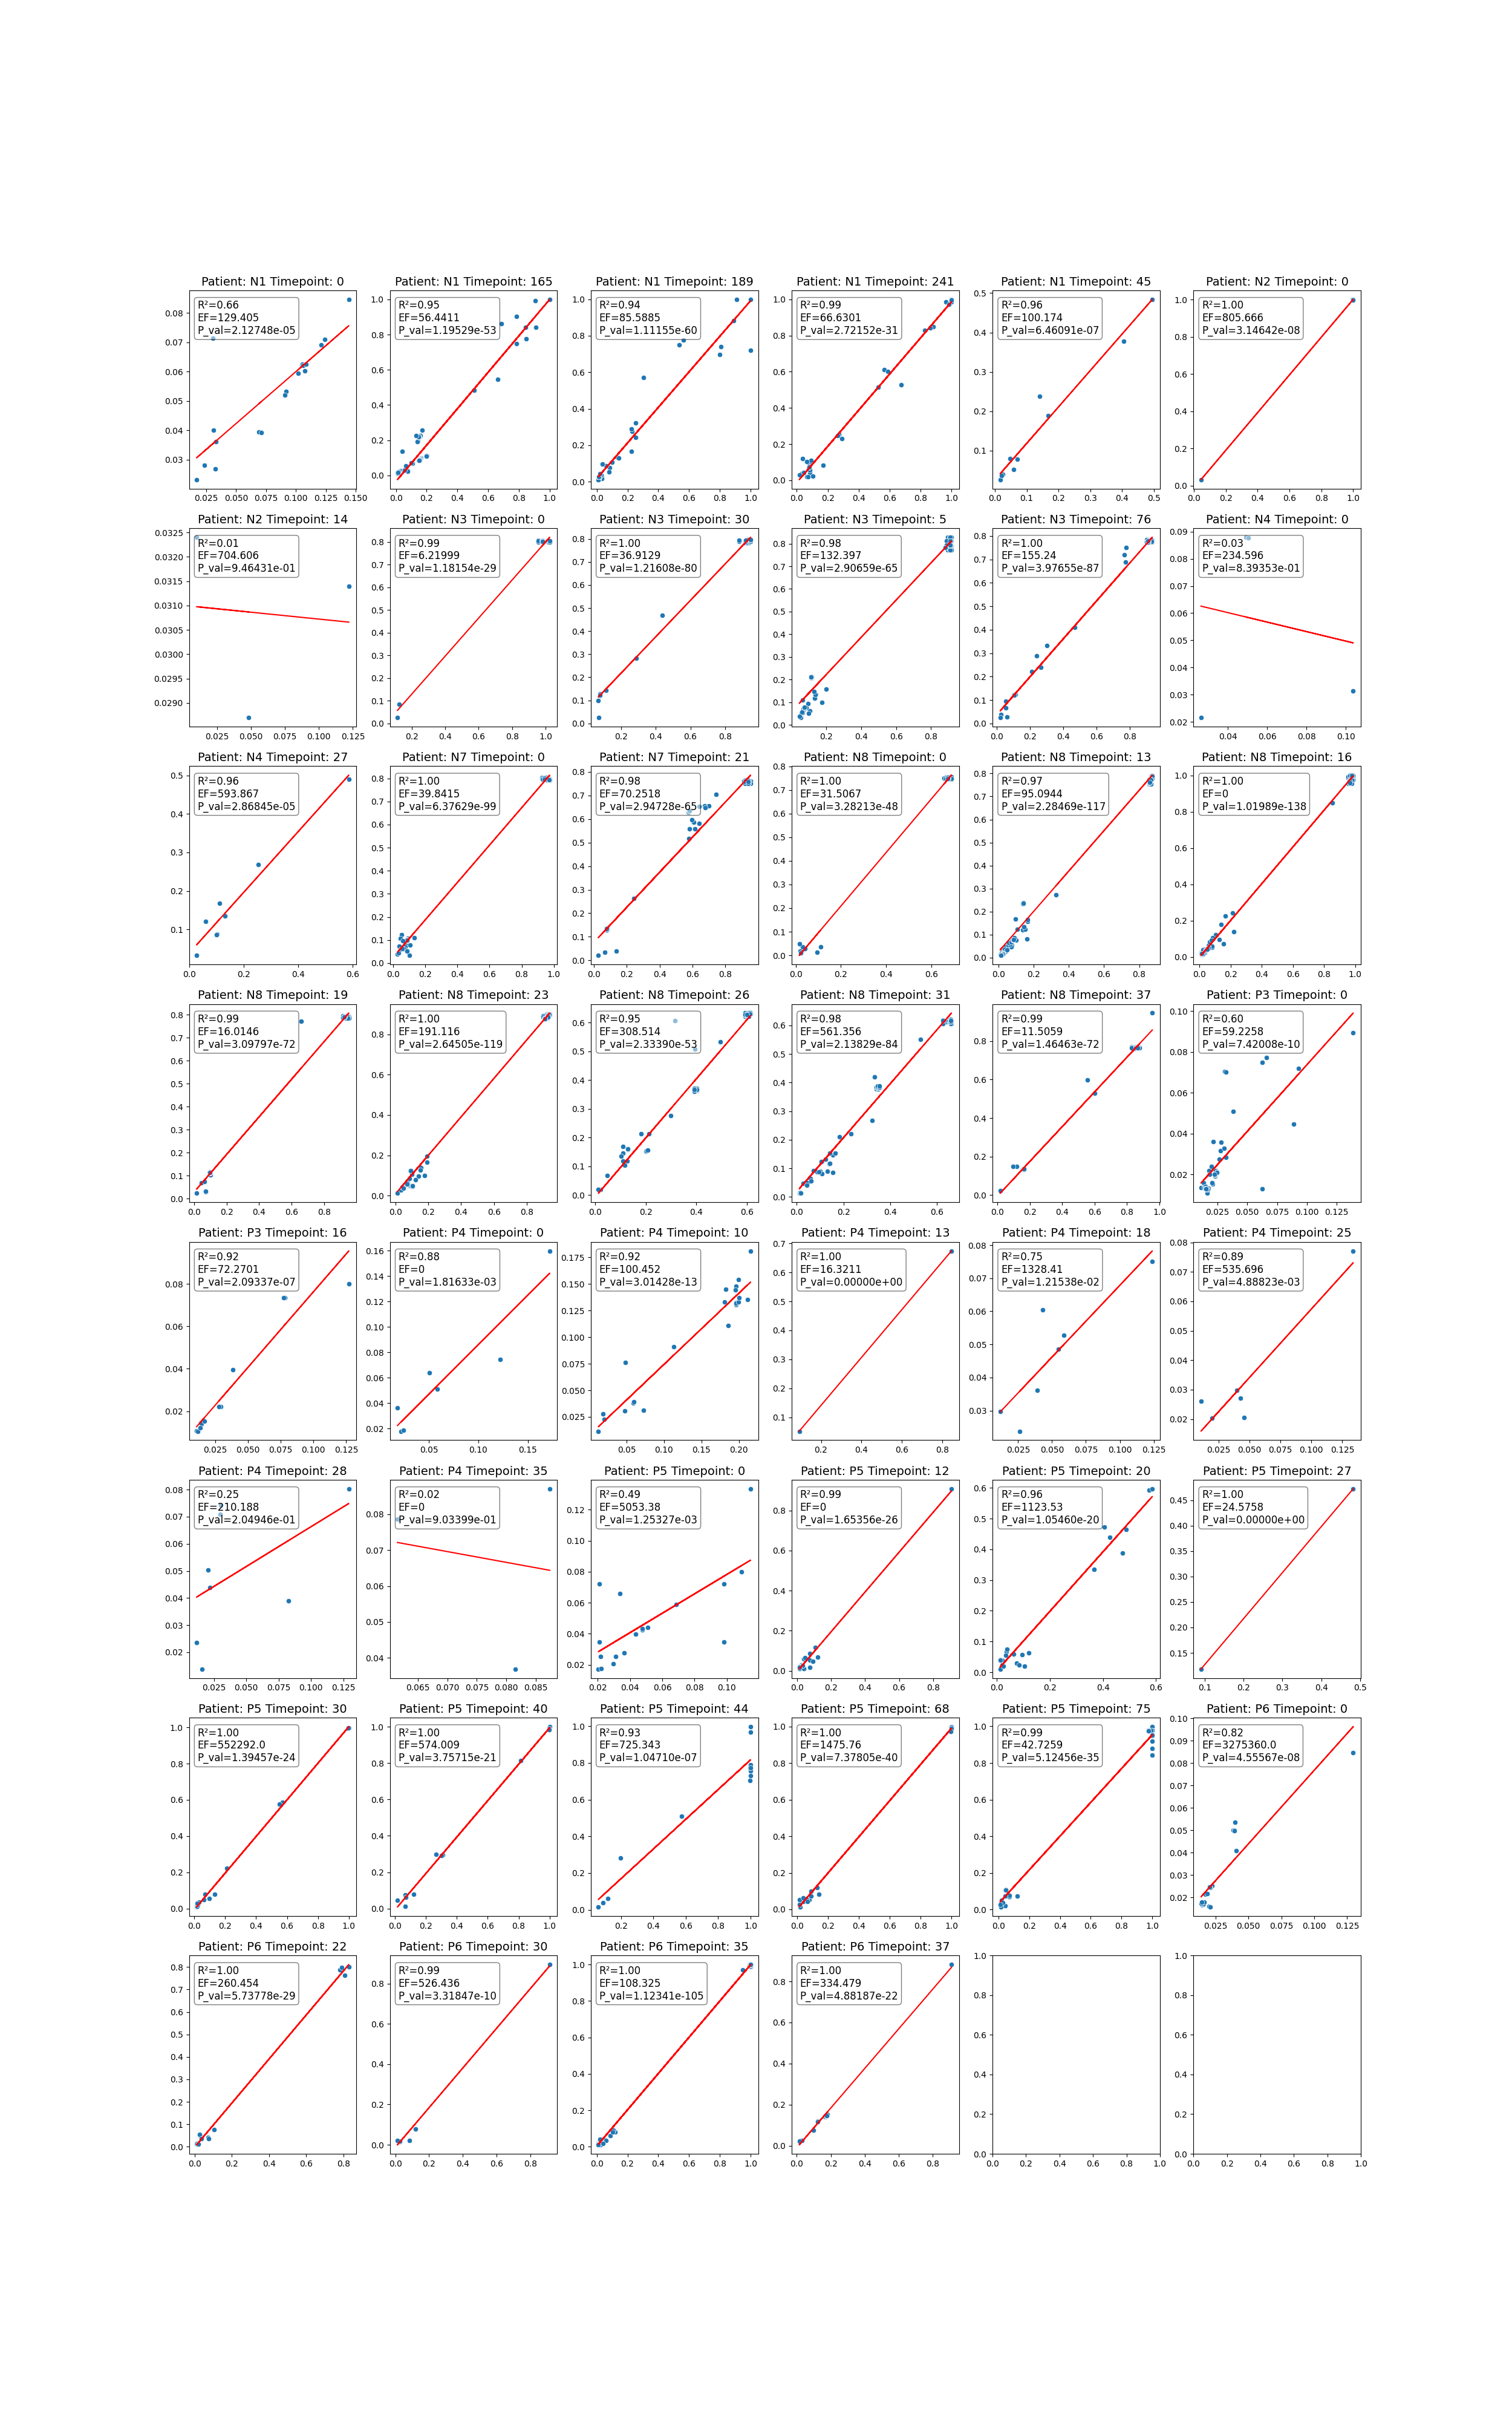 Patient: N1 Timepoint: 0
R²=0.66
EF=129.405
P_val=2.12748e-05
0.08
0.07
0.06
0.05
0.04
0.03
0.025 0.050 0.075 0.100 0.125 0.150
Patient: N1 Timepoint: 165
R²=0.95
EF=56.4411
P_val=1.19529e-53
1.0
0.8
0.6
0.4
0.2
0.0
0.0 0.2 0.4 0.6 0.8 1.0
Patient: N1 Timepoint: 189
R²=0.94
EF=85.5885
P_val=1.11155e-60
1.0
0.8
0.6
0.4
0.2
0.0
0.0 0.2 0.4 0.6 0.8 1.0
Patient: N1 Timepoint: 241
R²=0.99
EF=66.6301
P_val=2.72152e-31
1.0
0.8
0.6
0.4
0.2
0.0
0.0 0.2 0.4 0.6 0.8 1.0
Patient: N1 Timepoint: 45
R²=0.96
EF=100.174
P_val=6.46091e-07
0.5
0.4
0.3
0.2
0.1
0.0 0.1 0.2 0.3 0.4 0.5
Patient: N2 Timepoint: 0
R²=1.00
EF=805.666
P_val=3.14642e-08
1.0
0.8
0.6
0.4
0.2
0.0
0.0 0.2 0.4 0.6 0.8 1.0
Patient: N2 Timepoint: 14
R²=0.01
EF=704.606
P_val=9.46431e-01
0.0325
0.0320
0.0315
0.0310
0.0305
0.0300
0.0295
0.0290
0.025 0.050 0.075 0.100 0.125
Patient: N3 Timepoint: 0
R²=0.99
EF=6.21999
P_val=1.18154e-29
0.8
0.7
0.6
0.5
0.4
0.3
0.2
0.1
0.0
0.2 0.4 0.6 0.8 1.0
Patient: N3 Timepoint: 30
R²=1.00
EF=36.9129
P_val=1.21608e-80
0.8
0.7
0.6
0.5
0.4
0.3
0.2
0.1
0.0
0.2 0.4 0.6 0.8
Patient: N3 Timepoint: 5
R²=0.98
EF=132.397
P_val=2.90659e-65
0.8
0.7
0.6
0.5
0.4
0.3
0.2
0.1
0.0
0.2 0.4 0.6 0.8
Patient: N3 Timepoint: 76
R²=1.00
EF=155.24
P_val=3.97655e-87
0.8
0.7
0.6
0.5
0.4
0.3
0.2
0.1
0.0
0.0 0.2 0.4 0.6 0.8
Patient: N4 Timepoint: 0
R²=0.03
EF=234.596
P_val=8.39353e-01
0.09
0.08
0.07
0.06
0.05
0.04
0.03
0.02
0.04 0.06 0.08 0.10
Patient: N4 Timepoint: 27
R²=0.96
EF=593.867
P_val=2.86845e-05
0.5
0.4
0.3
0.2
0.1
0.0 0.2 0.4 0.6
Patient: N7 Timepoint: 0
R²=1.00
EF=39.8415
P_val=6.37629e-99
0.8
0.7
0.6
0.5
0.4
0.3
0.2
0.1
0.0
0.0 0.2 0.4 0.6 0.8 1.0
Patient: N7 Timepoint: 21
R²=0.98
EF=70.2518
P_val=2.94728e-65
0.8
0.7
0.6
0.5
0.4
0.3
0.2
0.1
0.0
0.0 0.2 0.4 0.6 0.8
Patient: N8 Timepoint: 0
R²=1.00
EF=31.5067
P_val=3.28213e-48
0.8
0.7
0.6
0.5
0.4
0.3
0.2
0.1
0.0
0.0 0.2 0.4 0.6
Patient: N8 Timepoint: 13
R²=0.97
EF=95.0944
P_val=2.28469e-117
0.8
0.7
0.6
0.5
0.4
0.3
0.2
0.1
0.0
0.0 0.2 0.4 0.6 0.8
Patient: N8 Timepoint: 16
R²=1.00
EF=0
P_val=1.01989e-138
1.0
0.8
0.6
0.4
0.2
0.0
0.0 0.2 0.4 0.6 0.8 1.0
Patient: N8 Timepoint: 19
R²=0.99
EF=16.0146
P_val=3.09797e-72
0.8
0.7
0.6
0.5
0.4
0.3
0.2
0.1
0.0
0.0 0.2 0.4 0.6 0.8
Patient: N8 Timepoint: 23
R²=1.00
EF=191.116
P_val=2.64505e-119
0.8
0.6
0.4
0.2
0.0
0.0 0.2 0.4 0.6 0.8
Patient: N8 Timepoint: 26
R²=0.95
EF=308.514
P_val=2.33390e-53
0.6
0.5
0.4
0.3
0.2
0.1
0.0
0.0 0.2 0.4 0.6
Patient: N8 Timepoint: 31
R²=0.98
EF=561.356
P_val=2.13829e-84
0.6
0.5
0.4
0.3
0.2
0.1
0.0
0.0 0.2 0.4 0.6
Patient: N8 Timepoint: 37
R²=0.99
EF=11.5059
P_val=1.46463e-72
0.8
0.6
0.4
0.2
0.0
0.0 0.2 0.4 0.6 0.8 1.0
Patient: P3 Timepoint: 0
R²=0.60
EF=59.2258
P_val=7.42008e-10
0.10
0.08
0.06
0.04
0.02
0.025 0.050 0.075 0.100 0.125
Patient: P3 Timepoint: 16
R²=0.92
EF=72.2701
P_val=2.09337e-07
0.08
0.06
0.04
0.02
0.025 0.050 0.075 0.100 0.125
Patient: P4 Timepoint: 0
R²=0.88
EF=0
P_val=1.81633e-03
0.16
0.14
0.12
0.10
0.08
0.06
0.04
0.02
0.05 0.10 0.15
Patient: P4 Timepoint: 10
R²=0.92
EF=100.452
P_val=3.01428e-13
0.175
0.150
0.125
0.100
0.075
0.050
0.025
0.05 0.10 0.15 0.20
Patient: P4 Timepoint: 13
R²=1.00
EF=16.3211
P_val=0.00000e+00
0.7
0.6
0.5
0.4
0.3
0.2
0.1
0.2 0.4 0.6 0.8
Patient: P4 Timepoint: 18
R²=0.75
EF=1328.41
P_val=1.21538e-02
0.08
0.07
0.06
0.05
0.04
0.03
0.025 0.050 0.075 0.100 0.125
Patient: P4 Timepoint: 25
R²=0.89
EF=535.696
P_val=4.88823e-03
0.08
0.07
0.06
0.05
0.04
0.03
0.02
0.025 0.050 0.075 0.100 0.125
Patient: P4 Timepoint: 28
R²=0.25
EF=210.188
P_val=2.04946e-01
0.08
0.07
0.06
0.05
0.04
0.03
0.02
0.025 0.050 0.075 0.100 0.125
Patient: P4 Timepoint: 35
R²=0.02
EF=0
P_val=9.03399e-01
0.08
0.07
0.06
0.05
0.04
0.065 0.070 0.075 0.080 0.085
Patient: P5 Timepoint: 0
R²=0.49
EF=5053.38
P_val=1.25327e-03
0.12
0.10
0.08
0.06
0.04
0.02
0.02 0.04 0.06 0.08 0.10
Patient: P5 Timepoint: 12
R²=0.99
EF=0
P_val=1.65356e-26
0.8
0.6
0.4
0.2
0.0
0.0 0.2 0.4 0.6 0.8
Patient: P5 Timepoint: 20
R²=0.96
EF=1123.53
P_val=1.05460e-20
0.6
0.5
0.4
0.3
0.2
0.1
0.0
0.0 0.2 0.4 0.6
Patient: P5 Timepoint: 27
R²=1.00
EF=24.5758
P_val=0.00000e+00
0.45
0.40
0.35
0.30
0.25
0.20
0.15
0.1 0.2 0.3 0.4 0.5
Patient: P5 Timepoint: 30
R²=1.00
EF=552292.0
P_val=1.39457e-24
1.0
0.8
0.6
0.4
0.2
0.0
0.0 0.2 0.4 0.6 0.8 1.0
Patient: P5 Timepoint: 40
R²=1.00
EF=574.009
P_val=3.75715e-21
1.0
0.8
0.6
0.4
0.2
0.0
0.0 0.2 0.4 0.6 0.8 1.0
Patient: P5 Timepoint: 44
R²=0.93
EF=725.343
P_val=1.04710e-07
1.0
0.8
0.6
0.4
0.2
0.0
0.2 0.4 0.6 0.8 1.0
Patient: P5 Timepoint: 68
R²=1.00
EF=1475.76
P_val=7.37805e-40
1.0
0.8
0.6
0.4
0.2
0.0
0.0 0.2 0.4 0.6 0.8 1.0
Patient: P5 Timepoint: 75
R²=0.99
EF=42.7259
P_val=5.12456e-35
1.0
0.8
0.6
0.4
0.2
0.0
0.0 0.2 0.4 0.6 0.8 1.0
Patient: P6 Timepoint: 0
R²=0.82
EF=3275360.0
P_val=4.55567e-08
0.10
0.09
0.08
0.07
0.06
0.05
0.04
0.03
0.02
0.025 0.050 0.075 0.100 0.125
Patient: P6 Timepoint: 22
R²=1.00
EF=260.454
P_val=5.73778e-29
0.8
0.7
0.6
0.5
0.4
0.3
0.2
0.1
0.0
0.0 0.2 0.4 0.6 0.8
Patient: P6 Timepoint: 30
R²=0.99
EF=526.436
P_val=3.31847e-10
0.8
0.6
0.4
0.2
0.0
0.0 0.2 0.4 0.6 0.8
Patient: P6 Timepoint: 35
R²=1.00
EF=108.325
P_val=1.12341e-105
1.0
0.8
0.6
0.4
0.2
0.0
0.0 0.2 0.4 0.6 0.8 1.0
Patient: P6 Timepoint: 37
R²=1.00
EF=334.479
P_val=4.88187e-22
0.8
0.6
0.4
0.2
0.0
0.0 0.2 0.4 0.6 0.8
1.0
0.8
0.6
0.4
0.2
0.0
0.0 0.2 0.4 0.6 0.8 1.0
1.0
0.8
0.6
0.4
0.2
0.0
0.0 0.2 0.4 0.6 0.8 1.0